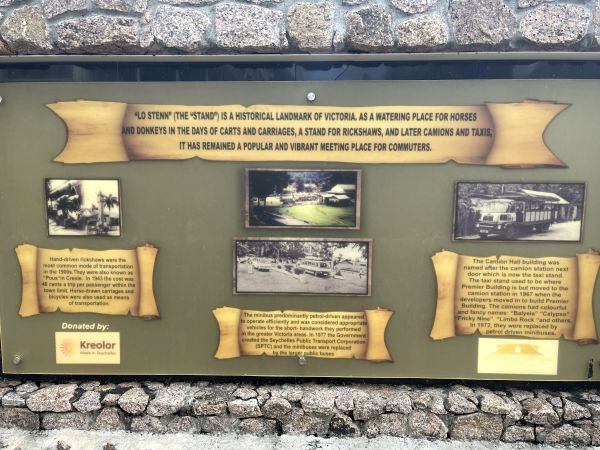 "LO STENN" (THE "STAND") IS A HISTORICAL LANDMARK OF VICTORIA. AS A WATERING PLACE FOR HORSES
AND DONKEYS IN THE DAYS OF CARTS AND CARRIAGES, A STAND FOR RICKSHAWS, AND LATER CAMIONS AND TAXIS,
IT HAS REMAINED A POPULAR AND VIBRANT MEETING PLACE FOR COMMUTERS.
Hand-driven rickshaws were the
most common mode of transportation
in the 1900s. They were also known as
"Pous"in Creole. In 1943 the cost was
40 cents a trip per passenger within the
town limit. Horse-drawn carriages and
bicycles were also used as means of
transportation.
Donated by:
Kreolor
Made in Seychelles
The minibus predominantly petrol-driven appeared
to operate efficiently and was considered appropriate
vehicles for the short- handwork they performed
in the greater Victoria areas. In 1977 the Government
created the Seychelles Public Transport Corporation
(SPTC) and the minibuses were replaced
by the larger public buses
The Camion Hall building was
named after the camion station next
door which is now the taxi stand.
The taxi stand used to be where
Premier Building is but moved to the
camion station in 1967 when the
developers moved in to build Premier
Building. The camions had colourful
and fancy names: "Balyela" "Calypso"
Frisky Nine" "Limbo Rock "and others.
In 1972, they were replaced by
petrol driven minibuses.